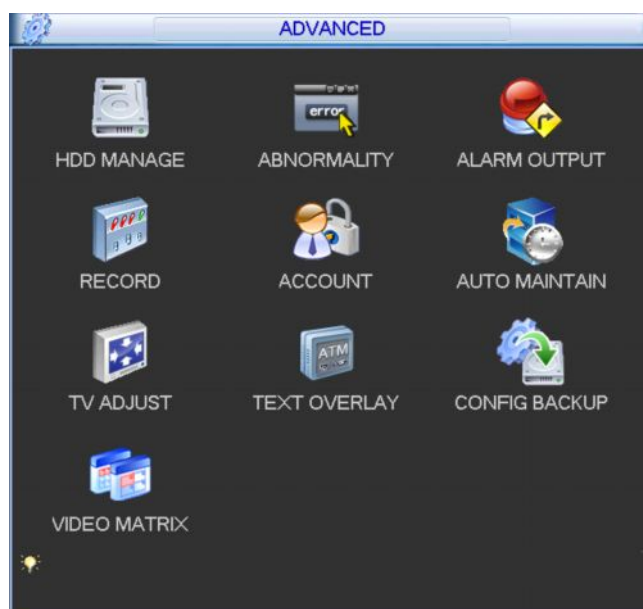 ADVANCED
error
HDD MANAGE ABNORMALITY ALARM OUTPUT
RECORD ACCOUNT AUTO MAINTAIN
ATM
TV ADJUST TEXT OVERLAY CONFIG BACKUP
VIDEO MATRIX